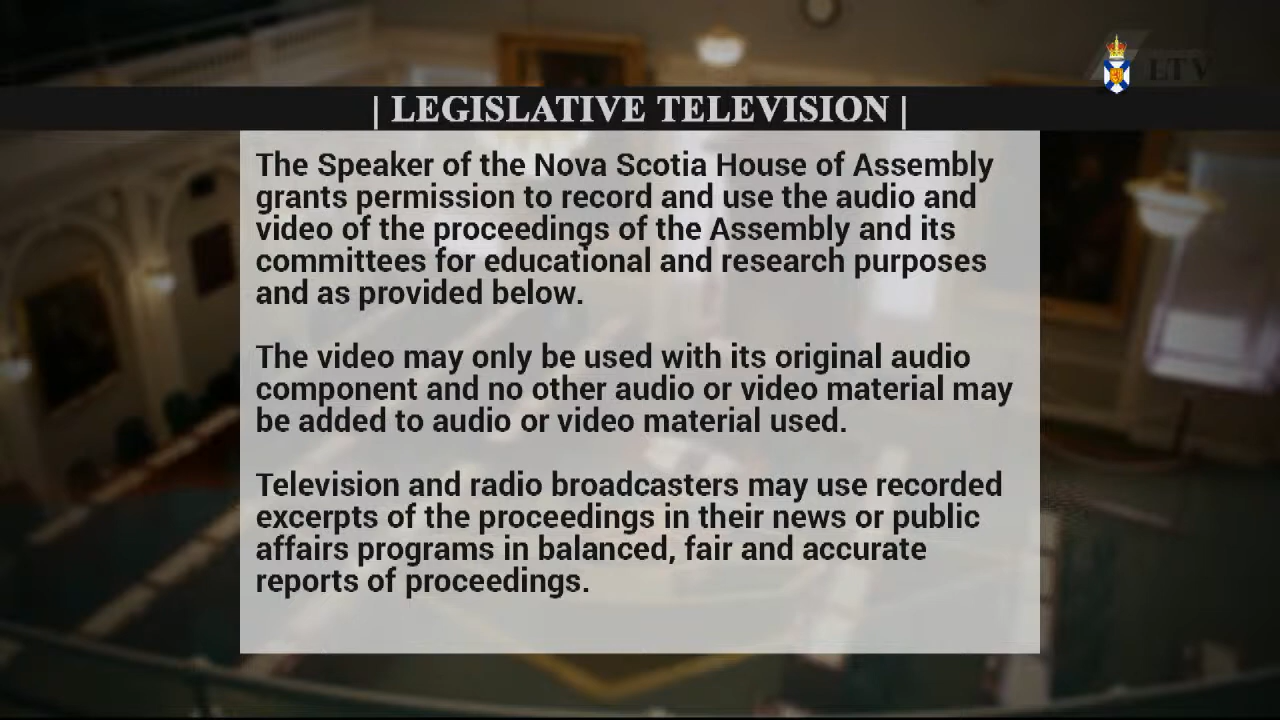 LTV
| LEGISLATIVE TELEVISION |
The Speaker of the Nova Scotia House of Assembly
grants permission to record and use the audio and
video of the proceedings of the Assembly and its
committees for educational and research purposes
and as provided below.
The video may only be used with its original audio
component and no other audio or video material may
be added to audio or video material used.
Television and radio broadcasters may use recorded
excerpts of the proceedings in their news or public
affairs programs in balanced, fair and accurate
reports of proceedings.